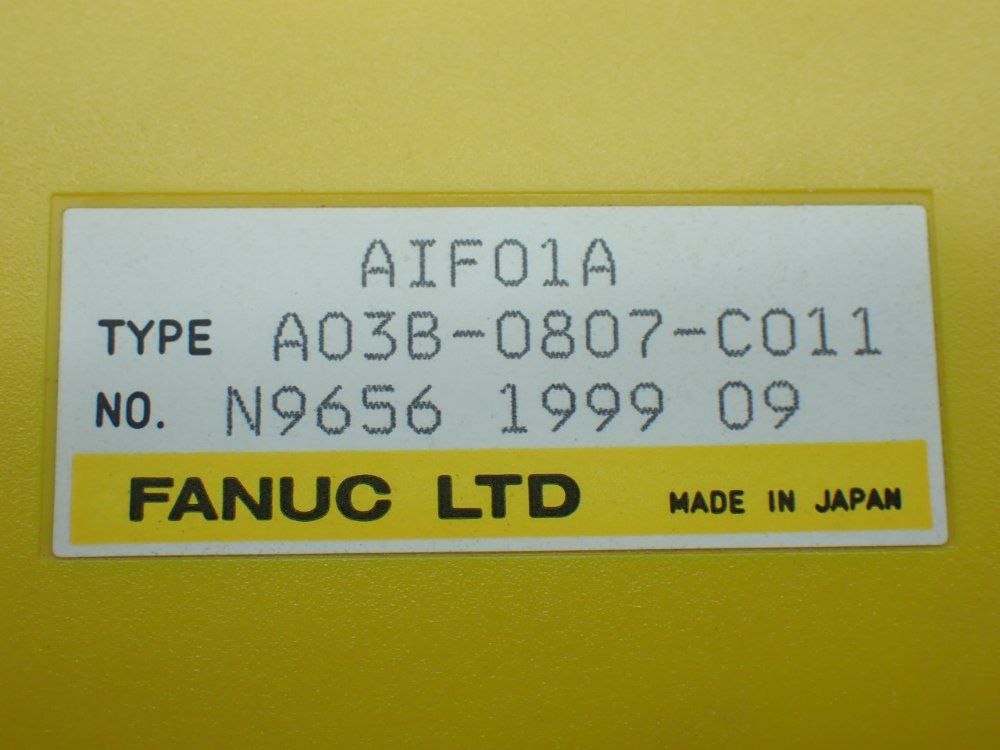 AIF01A
TYPE A03B-0807-C011
NO. N9656 1999 09
FANUC LTD MADE IN JAPAN